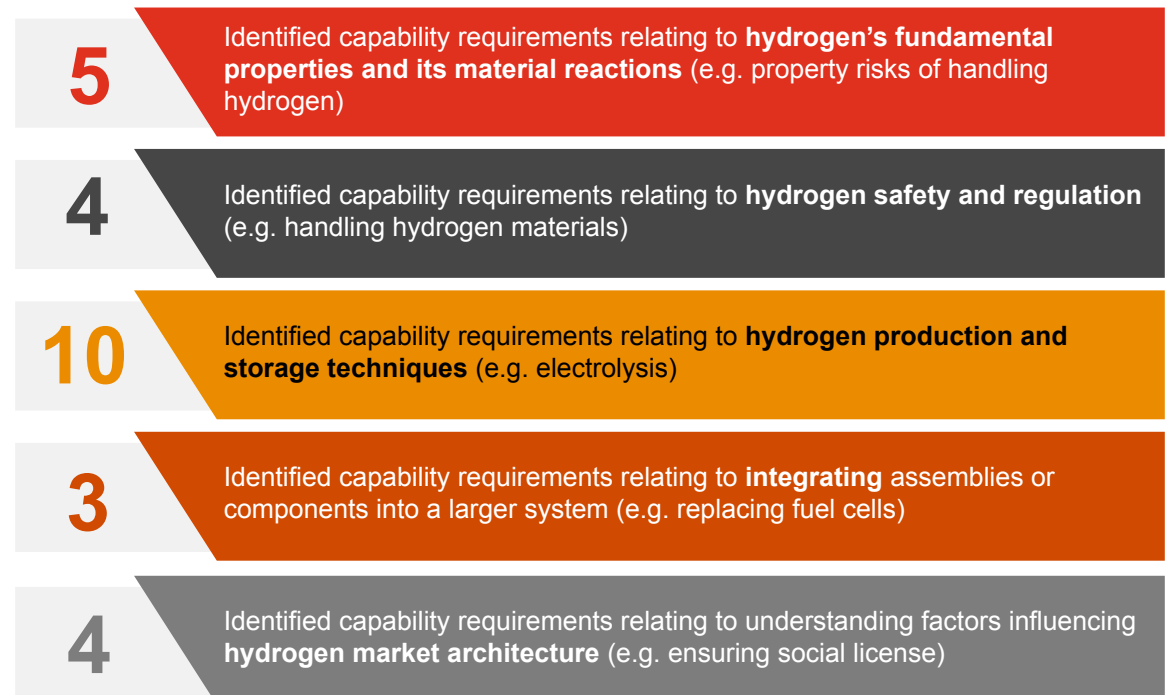 5
Identified capability requirements relating to hydrogen’s fundamental
properties and its material reactions (e.g. property risks of handling
hydrogen)
4
Identified capability requirements relating to hydrogen safety and regulation
(e.g. handling hydrogen materials)
10
Identified capability requirements relating to hydrogen production and
storage techniques (e.g. electrolysis)
3
Identified capability requirements relating to integrating assemblies or
components into a larger system (e.g. replacing fuel cells)
4
Identified capability requirements relating to understanding factors influencing
hydrogen market architecture (e.g. ensuring social license)